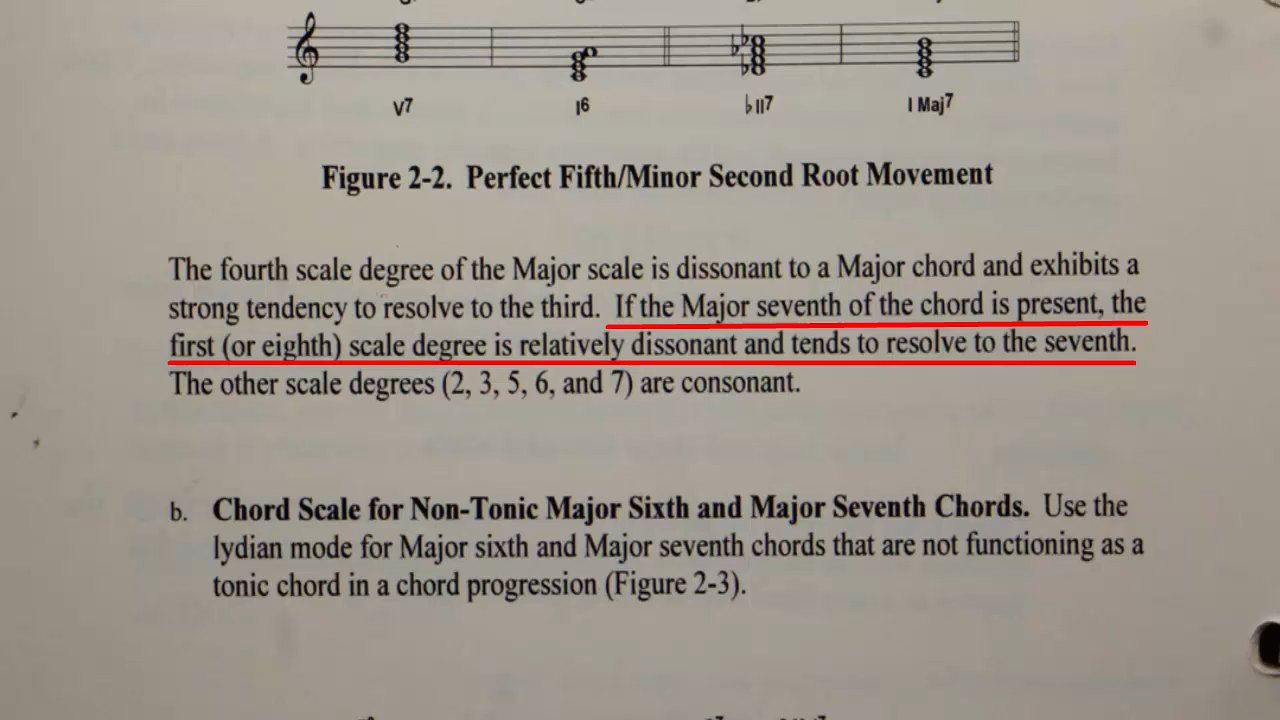 V7 I6 ♭II7 I Maj7
Figure 2-2. Perfect Fifth/Minor Second Root Movement
The fourth scale degree of the Major scale is dissonant to a Major chord and exhibits a
strong tendency to resolve to the third. If the Major seventh of the chord is present, the
first (or eighth) scale degree is relatively dissonant and tends to resolve to the seventh.
The other scale degrees (2, 3, 5, 6, and 7) are consonant.
b. Chord Scale for Non-Tonic Major Sixth and Major Seventh Chords. Use the
lydian mode for Major sixth and Major seventh chords that are not functioning as a
tonic chord in a chord progression (Figure 2-3).